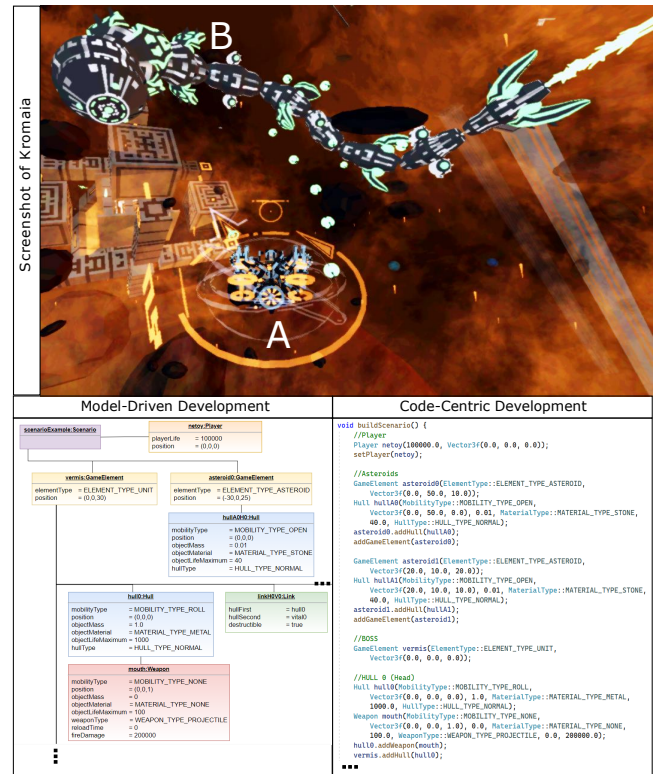 Screenshot of Kromaia
B
A
Model-Driven Development
scenarioExample:Scenario
netoy:Player
playerLife = 100000
position = (0,0,0)
vermis:GameElement
elementType = ELEMENT_TYPE_UNIT
position = (0,0,30)
asteroid0:GameElement
elementType = ELEMENT_TYPE_ASTEROID
position = (-30,0,25)
hullA0H0:Hull
mobilityType = MOBILITY_TYPE_OPEN
position = (0,0,0)
objectMass = 0.01
objectMaterial = MATERIAL_TYPE_STONE
objectLifeMaximum = 40
hullType = HULL_TYPE_NORMAL
hull0:Hull
mobilityType = MOBILITY_TYPE_ROLL
position = (0,0,0)
objectMass = 1.0
objectMaterial = MATERIAL_TYPE_METAL
objectLifeMaximum = 1000
hullType = HULL_TYPE_NORMAL
linkH0V0:Link
hullFirst = hull0
hullSecond = vital0
destructible = true
mouth:Weapon
mobilityType = MOBILITY_TYPE_NONE
position = (0,0,1)
objectMass = 0
objectMaterial = MATERIAL_TYPE_NONE
objectLifeMaximum = 100
weaponType = WEAPON_TYPE_PROJECTILE
reloadTime = 0
fireDamage = 200000
Code-Centric Development
void buildScenario() {
//Player
Player netoy(100000.0, Vector3f(0.0, 0.0, 0.0));
setPlayer(netoy);
//Asteroids
GameElement asteroid0(ElementType::ELEMENT_TYPE_ASTEROID,
Vector3f(0.0, 50.0, 10.0));
Hull hullA0(MobilityType::MOBILITY_TYPE_OPEN,
Vector3f(0.0, 50.0, 0.0), 0.01, MaterialType::MATERIAL_TYPE_STONE,
40.0, HullType::HULL_TYPE_NORMAL);
asteroid0.addHull(hullA0);
addGameElement(asteroid0);
GameElement asteroid1(ElementType::ELEMENT_TYPE_ASTEROID,
Vector3f(20.0, 10.0, 20.0));
Hull hullA1(MobilityType::MOBILITY_TYPE_OPEN,
Vector3f(20.0, 10.0, 10.0), 0.01, MaterialType::MATERIAL_TYPE_STONE,
40.0, HullType::HULL_TYPE_NORMAL);
asteroid1.addHull(hullA1);
addGameElement(asteroid1);
//BOSS
GameElement vermis(ElementType::ELEMENT_TYPE_UNIT,
Vector3f(0.0, 0.0, 0.0));
//HULL 0 (Head)
Hull hull0(MobilityType::MOBILITY_TYPE_ROLL,
Vector3f(0.0, 0.0, 0.0), 1.0, MaterialType::MATERIAL_TYPE_METAL,
1000.0, HullType::HULL_TYPE_NORMAL);
Weapon mouth(MobilityType::MOBILITY_TYPE_NONE,
Vector3f(0.0, 0.0, 1.0), 0.0, MaterialType::MATERIAL_TYPE_NONE,
100.0, WeaponType::WEAPON_TYPE_PROJECTILE, 0.0, 200000.0);
hull0.addWeapon(mouth);
vermis.addHull(hull0);